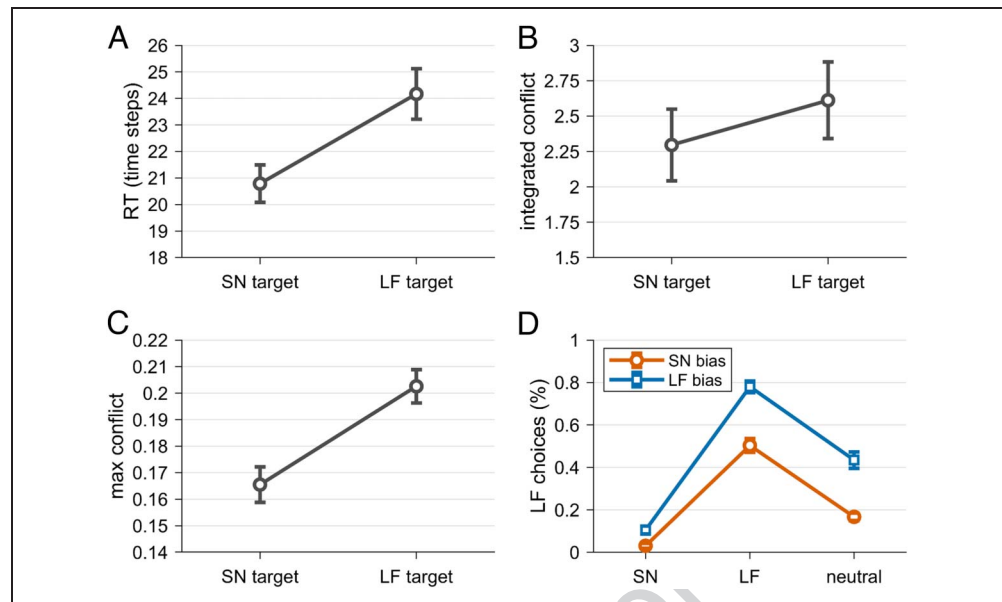 A
26
25
24
23
22
21
20
19
18
RT (time steps)
SN target LF target
B
3
2.75
2.5
2.25
2
1.75
1.5
integrated conflict
SN target LF target
C
0.22
0.21
0.2
0.19
0.18
0.17
0.16
0.15
0.14
max conflict
SN target LF target
D
1
0.8
0.6
0.4
0.2
0
LF choices (%)
SN bias
LF bias
SN LF neutral